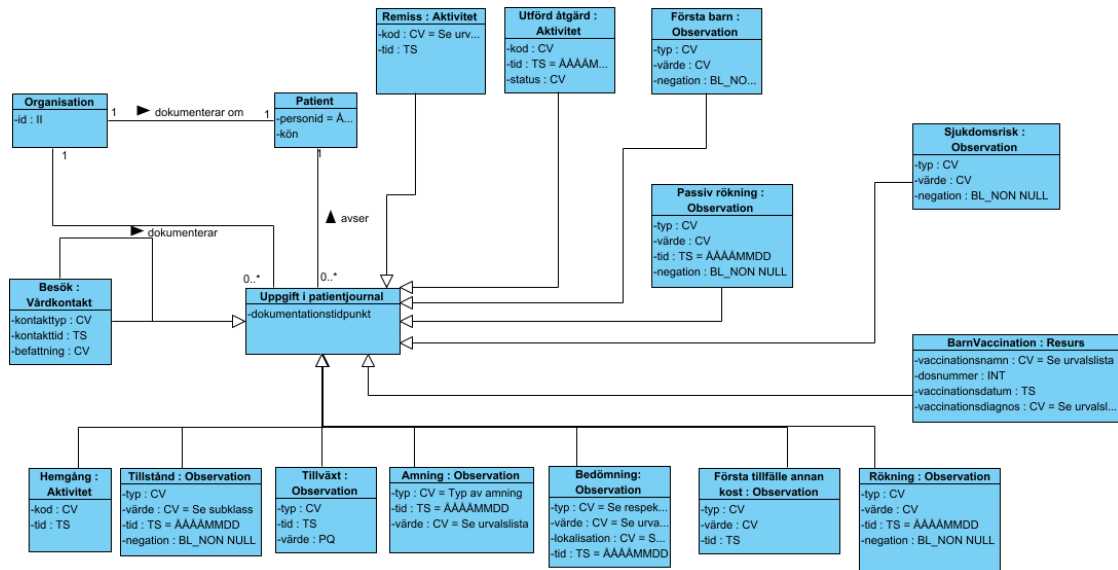 Remiss : Aktivitet
-kod : CV = Se urv...
-tid : TS
Utförd åtgärd :
Aktivitet
-kod : CV
-tid : TS = ÅÅÅÅM...
-status : CV
Första barn :
Observation
-typ : CV
-värde : CV
-negation : BL_NO...
Organisation
-id : II
1
dokumenterar om
1
Patient
-personid = Å...
-kön
1
1
Sjukdomsrisk :
Observation
-typ : CV
-värde : CV
-negation : BL_NON NULL
Passiv rökning :
Observation
-typ : CV
-värde : CV
-tid : TS = ÅÅÅÅMMDD
-negation : BL_NON NULL
avser
dokumenterar
0..*
0..*
Besök :
Vårdkontakt
-kontakttyp : CV
-kontakttid : TS
-befattning : CV
Uppgift i patientjournal
-dokumentationstidpunkt
BarnVaccination : Resurs
-vaccinationsnamn : CV = Se urvalslista
-dosnummer : INT
-vaccinationsdatum : TS
-vaccinationsdiagnos : CV = Se urvalsl...
Hemgång :
Aktivitet
-kod : CV
-tid : TS
Tillstånd : Observation
-typ : CV
-värde : CV = Se subklass
-tid : TS = ÅÅÅÅMMDD
-negation : BL_NON NULL
Tillväxt :
Observation
-typ : CV
-tid : TS
-värde : PQ
Amning : Observation
-typ : CV = Typ av amning
-tid : TS = ÅÅÅÅMMDD
-värde : CV = Se urvalslista
Bedömning:
Observation
-typ : CV = Se respek...
-värde : CV = Se urva...
-lokalisation : CV = S...
-tid : TS = ÅÅÅÅMMDD
Första tillfälle annan
kost : Observation
-typ : CV
-värde : CV
-tid : TS
Rökning : Observation
-typ : CV
-värde : CV
-tid : TS = ÅÅÅÅMMDD
-negation : BL_NON NULL